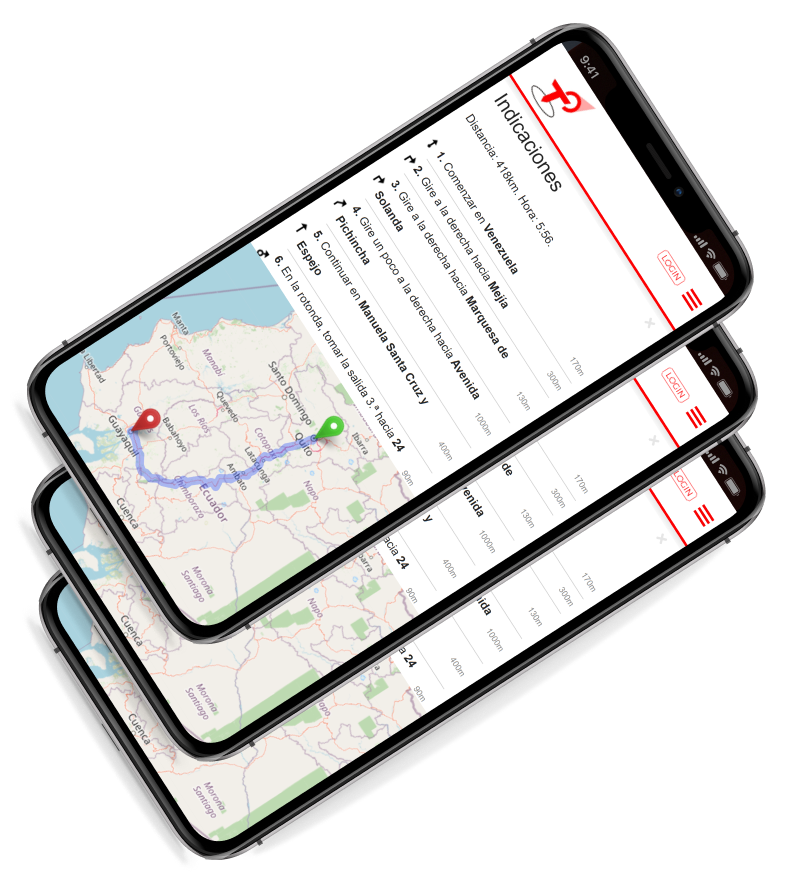 9:41
LOGIN
Indicaciones
Distancia: 418km. Hora: 5:56.
1. Comenzar en Venezuela
170m
2. Gire a la derecha hacia Mejía
300m
3. Gire a la derecha hacia Marquesa de
Solanda
130m
4. Gire un poco a la derecha hacia Avenida
Pichincha
1000m
5. Continuar en Manuela Santa Cruz y
Espejo
400m
6. En la rotonda, tomar la salida 3.ª hacia 24
90m
Manta
Portoviejo
Manabí
Libertad
Santo Domingo
Quevedo
Los Ríos
Babahoyo
Guayaquil
Cotopaxi
Quito
Ibarra
Latacunga
Ambato
Chimborazo
Ecuador
Napo
Cuenca
Morona
Santiago
LOGIN
170m
300m
de
130m
enida
1000m
y
400m
acia 24
90m
Napo
Cuenca
Morona
Santiago
LOGIN
170m
300m
130m
ida
1000m
400m
a 24
90m
Cuenca
Morona
Santiago